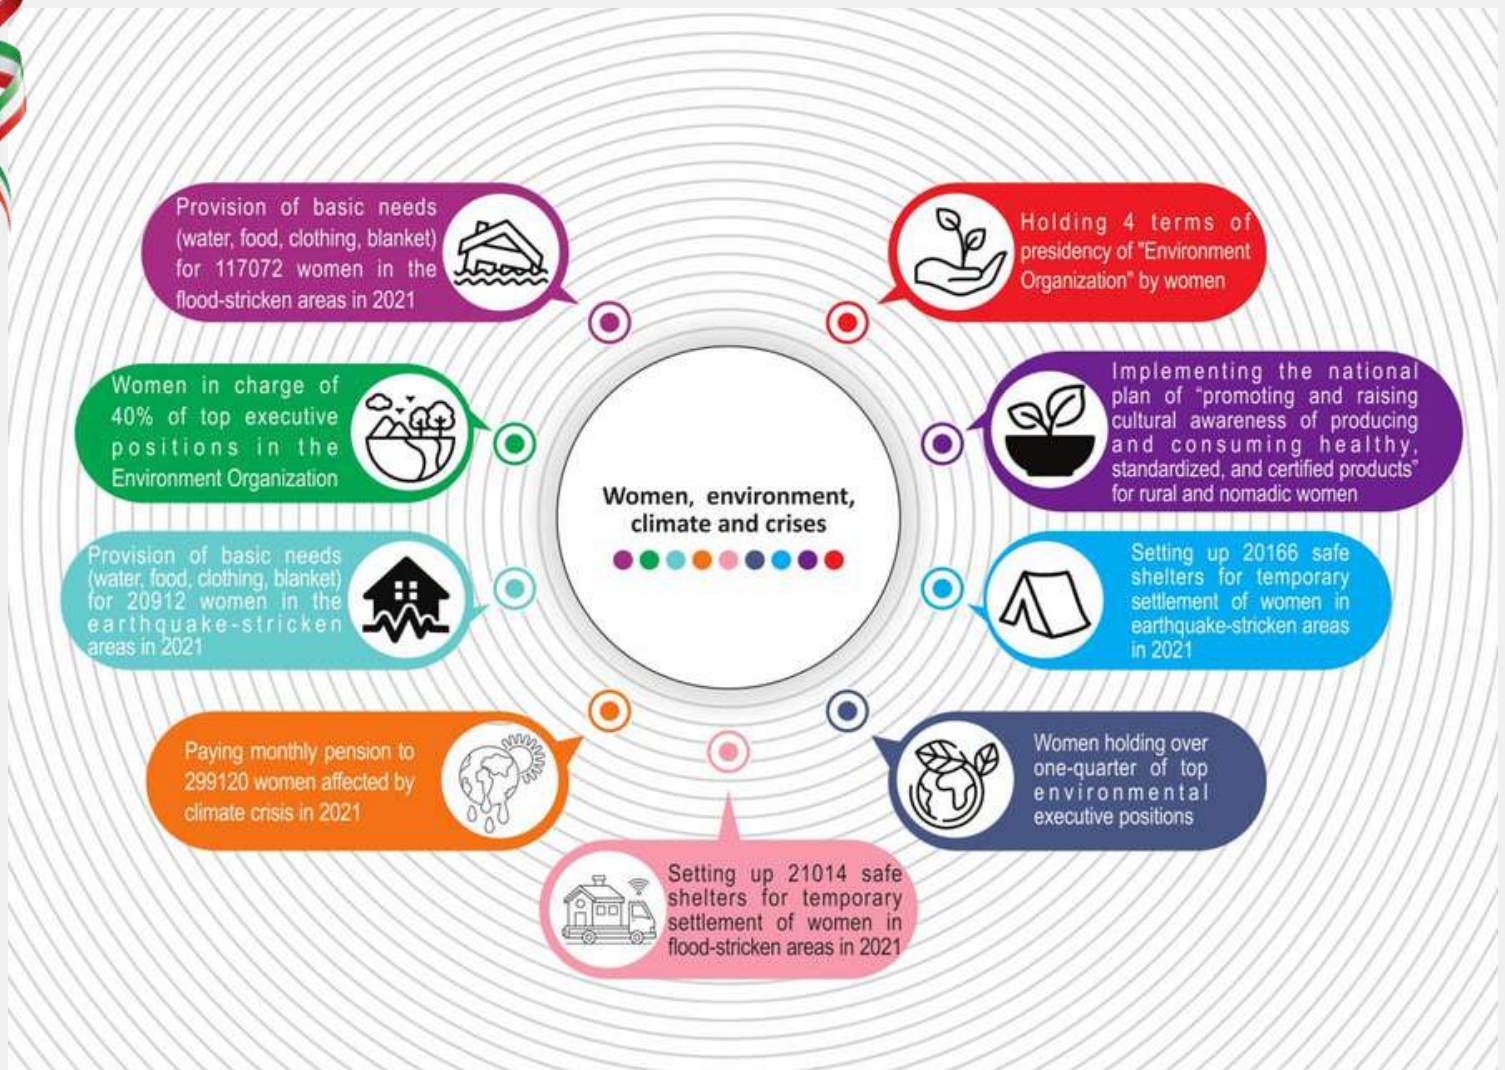 Provision of basic needs
(water, food, clothing, blanket)
for 117072 women in the
flood-stricken areas in 2021
Holding 4 terms of
presidency of "Environment
Organization" by women
Women in charge of
40% of top executive
positions in the
Environment Organization
Implementing the national
plan of “promoting and raising
cultural awareness of producing
and consuming healthy,
standardized, and certified products”
for rural and nomadic women
Women, environment,
climate and crises
Provision of basic needs
(water, food, clothing, blanket)
for 20912 women in the
earthquake-stricken
areas in 2021
Setting up 20166 safe
shelters for temporary
settlement of women in
earthquake-stricken areas
in 2021
Paying monthly pension to
299120 women affected by
climate crisis in 2021
Women holding over
one-quarter of top
environmental
executive positions
Setting up 21014 safe
shelters for temporary
settlement of women in
flood-stricken areas in 2021